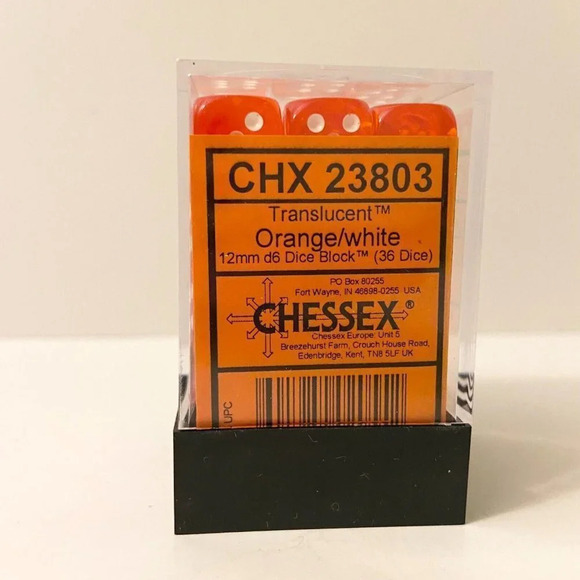 CHX 23803
Translucent™
Orange/white
12mm d6 Dice Block™ (36 Dice)
PO Box 80255
Fort Wayne, IN 46898-0255 USA
CHESSEX®
Chessex Europe: Unit 5
Breezehurst Farm, Crouch House Road,
Edenbridge, Kent, TN8 5LF UK
UPC